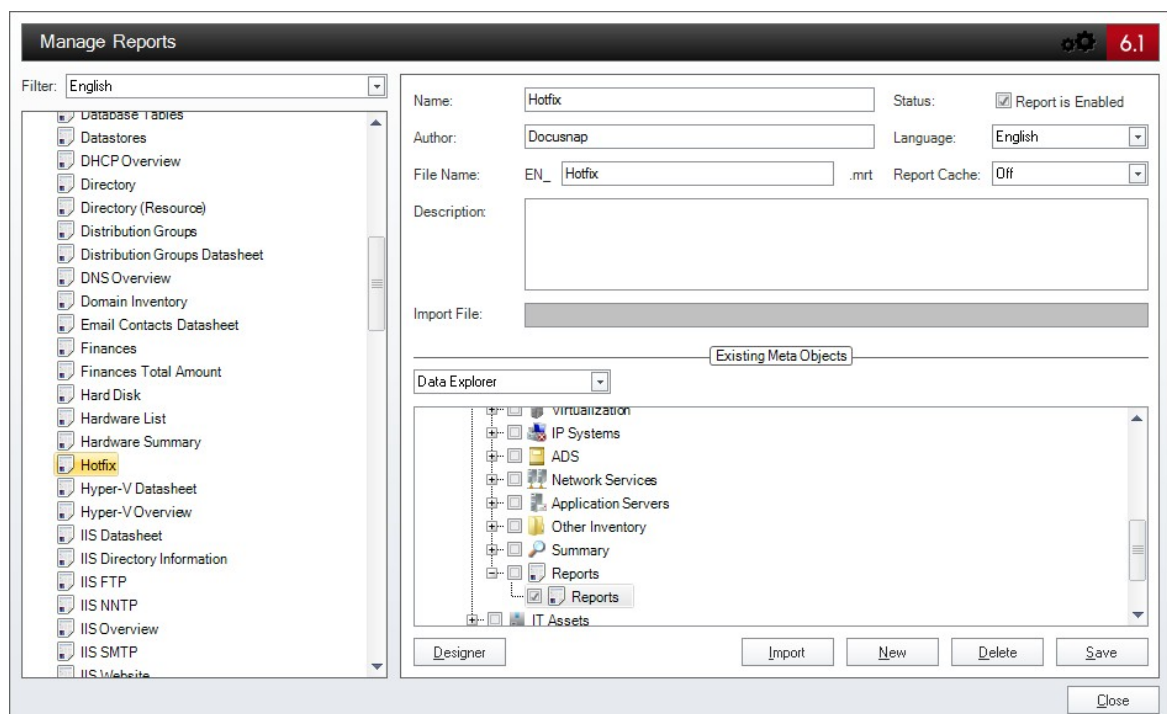 Manage Reports
6.1
Filter: English
Database Tables
Datastores
DHCP Overview
Directory
Directory (Resource)
Distribution Groups
Distribution Groups Datasheet
DNS Overview
Domain Inventory
Email Contacts Datasheet
Finances
Finances Total Amount
Hard Disk
Hardware List
Hardware Summary
Hotfix
Hyper-V Datasheet
Hyper-V Overview
IIS Datasheet
IIS Directory Information
IIS FTP
IIS NNTP
IIS Overview
IIS SMTP
IIS Website
Name: Hotfix Status: Report is Enabled
Author: Docusnap Language: English
File Name: EN_ Hotfix .mrt Report Cache: Off
Description:
Import File:
Existing Meta Objects
Data Explorer
Virtualization
IP Systems
ADS
Network Services
Application Servers
Other Inventory
Summary
Reports
Reports
IT Assets
Designer Import New Delete Save
Close